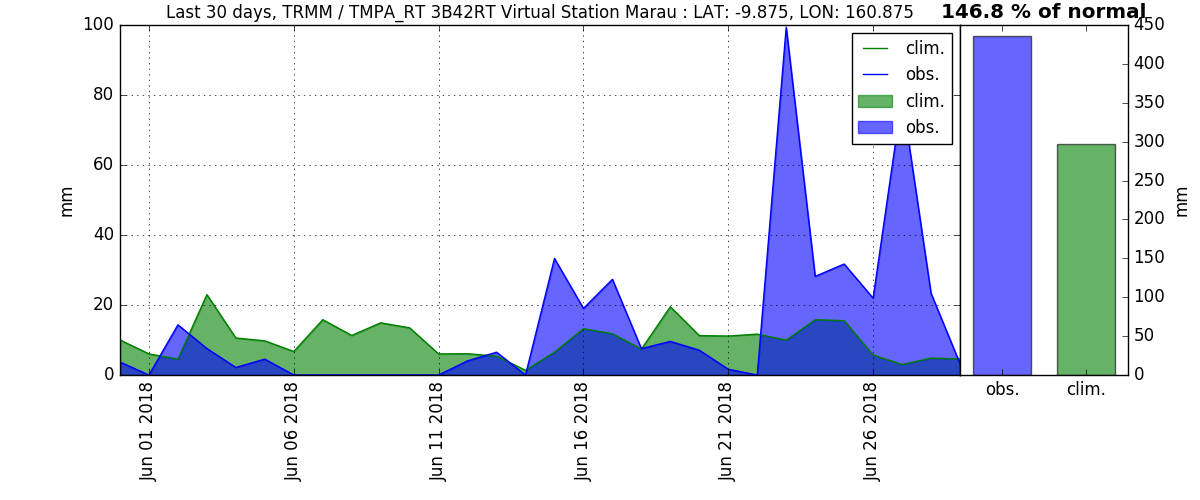 Last 30 days, TRMM / TMPA_RT 3B42RT Virtual Station Marau : LAT: -9.875, LON: 160.875
146.8 % of normal
100
80
60
40
20
0
mm
clim.
obs.
clim.
obs.
Jun 01 2018
Jun 06 2018
Jun 11 2018
Jun 16 2018
Jun 21 2018
Jun 26 2018
450
400
350
300
250
200
150
100
50
0
mm
obs.
clim.